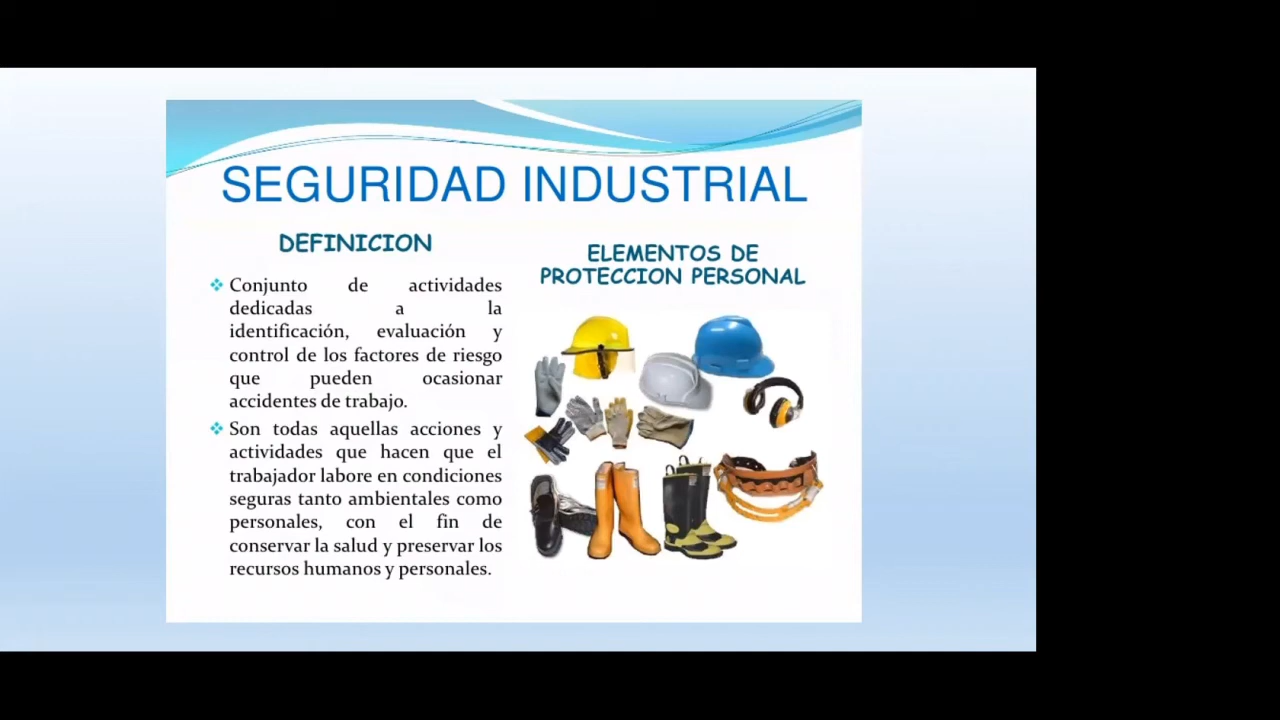 SEGURIDAD INDUSTRIAL
DEFINICION
Conjunto de actividades
dedicadas a la
identificación, evaluación y
control de los factores de riesgo
que pueden ocasionar
accidentes de trabajo.
Son todas aquellas acciones y
actividades que hacen que el
trabajador labore en condiciones
seguras tanto ambientales como
personales, con el fin de
conservar la salud y preservar los
recursos humanos y personales.
ELEMENTOS DE
PROTECCION PERSONAL